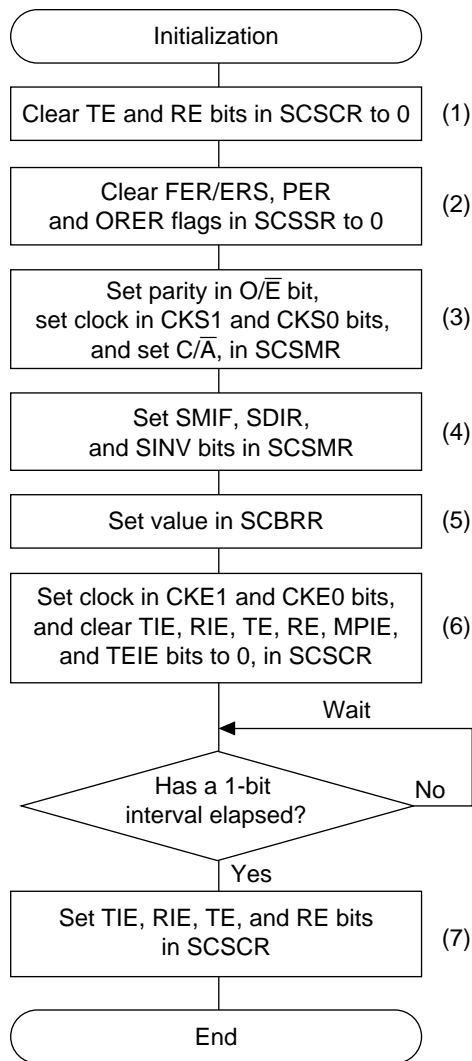 Initialization
Clear TE and RE bits in SCSCR to 0
(1)
Clear FER/ERS, PER
and ORER flags in SCSSR to 0
(2)
Set parity in O/E̅ bit,
set clock in CKS1 and CKS0 bits,
and set C/A̅, in SCSMR
(3)
Set SMIF, SDIR,
and SINV bits in SCSMR
(4)
Set value in SCBRR
(5)
Set clock in CKE1 and CKE0 bits,
and clear TIE, RIE, TE, RE, MPIE,
and TEIE bits to 0, in SCSCR
(6)
Wait
Has a 1-bit
interval elapsed?
No
Yes
Set TIE, RIE, TE, and RE bits
in SCSCR
(7)
End